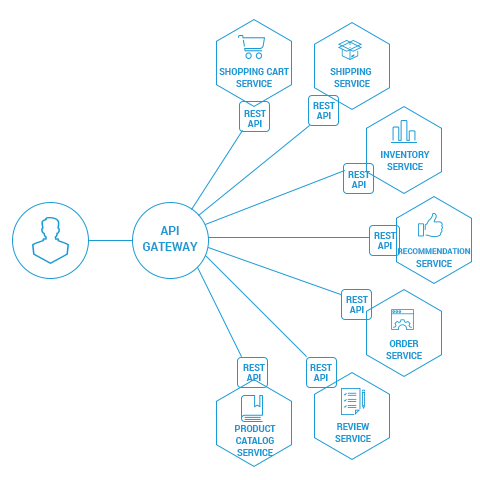 SHOPPING CART
SERVICE
REST
API
SHIPPING
SERVICE
REST
API
INVENTORY
SERVICE
REST
API
API
GATEWAY
REST
API
RECOMMENDATION
SERVICE
REST
API
ORDER
SERVICE
REST
API
REVIEW
SERVICE
REST
API
PRODUCT
CATALOG
SERVICE